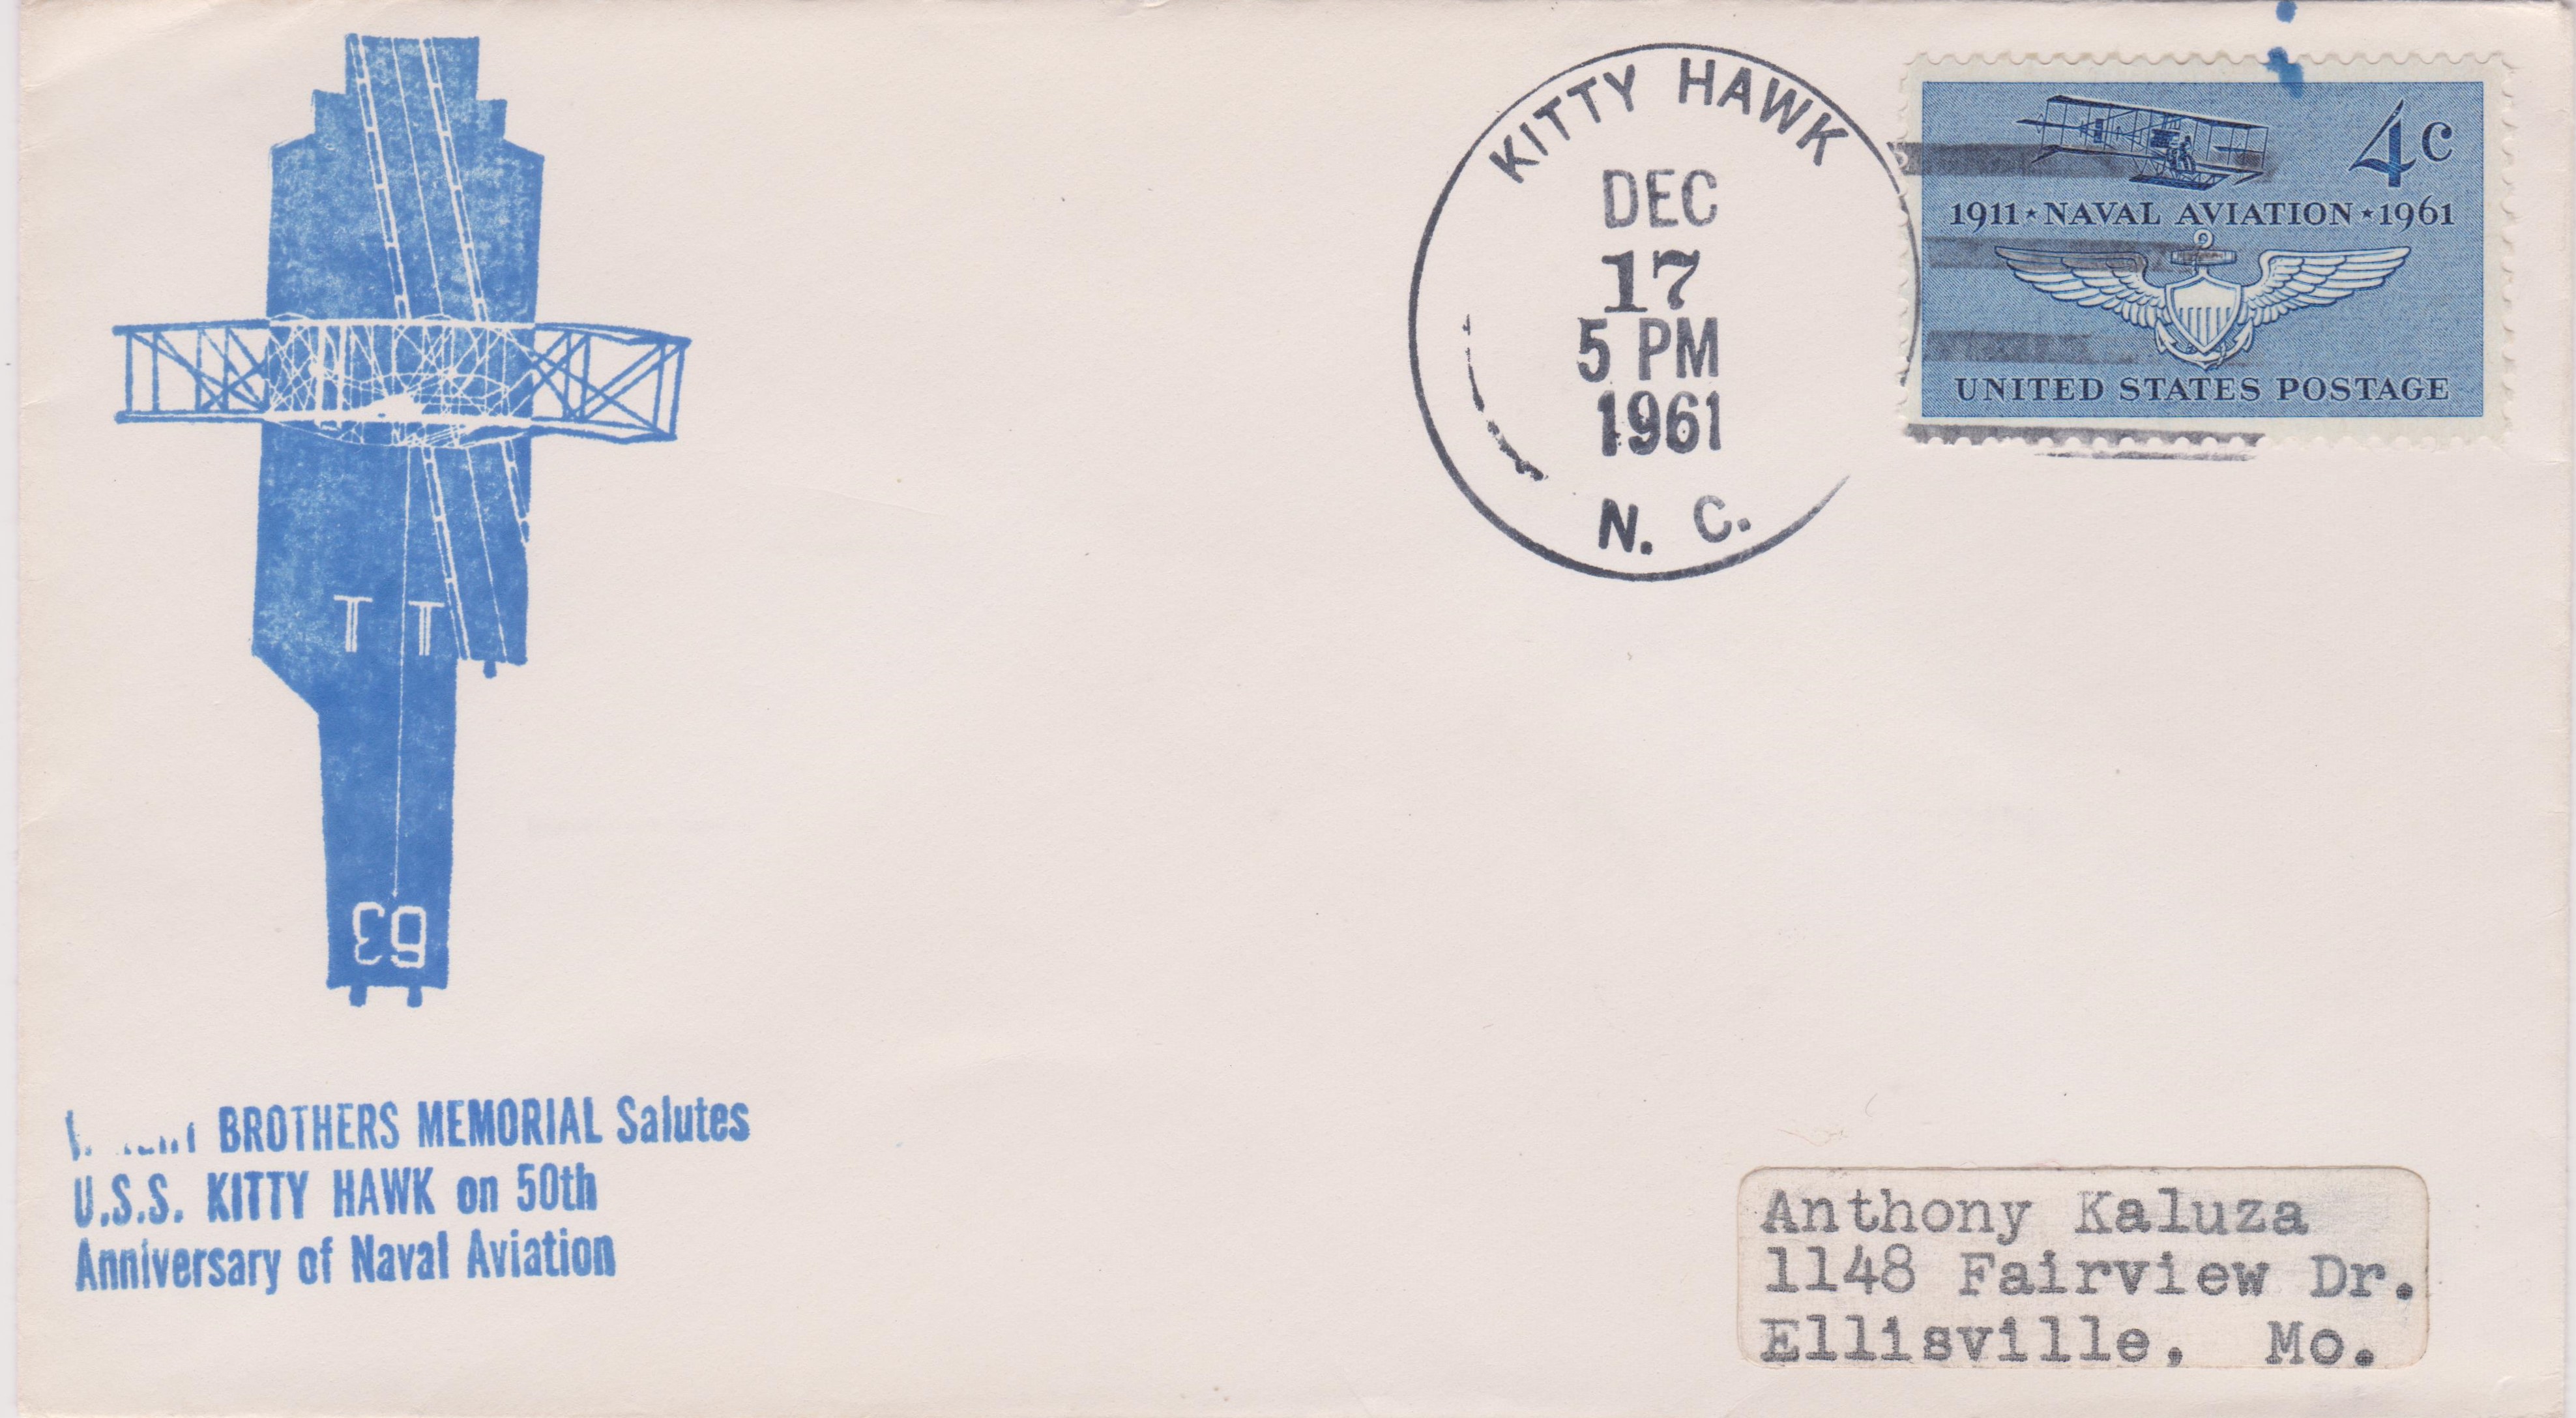 KITTY HAWK
DEC
17
5 PM
1961
N. C.
4c
1911★NAVAL AVIATION★1961
UNITED STATES POSTAGE
63
BROTHERS MEMORIAL Salutes
U.S.S. KITTY HAWK on 50th
Anniversary of Naval Aviation
Anthony Kaluza
1148 Fairview Dr.
Ellisville, Mo.